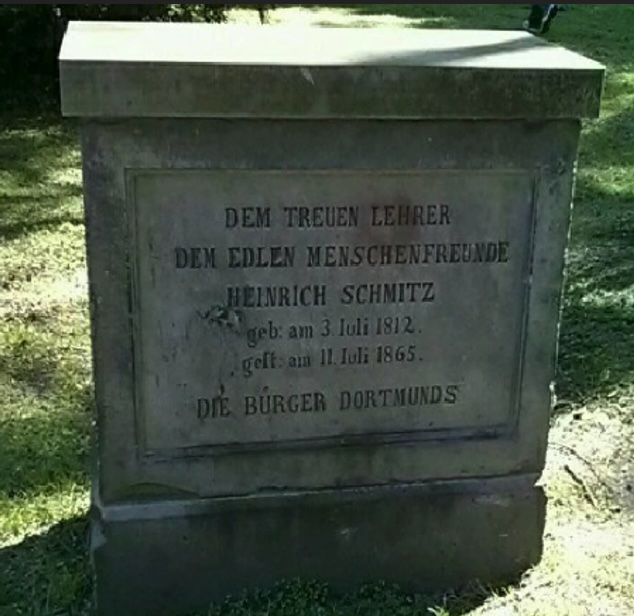 DEM TREUEN LEHRER
DEM EDLEN MENSCHENFREUNDE
HEINRICH SCHMITZ
geb: am 3. Iuli 1812.
geſt: am 11. Iuli 1865.
DIE BÜRGER DORTMUNDS